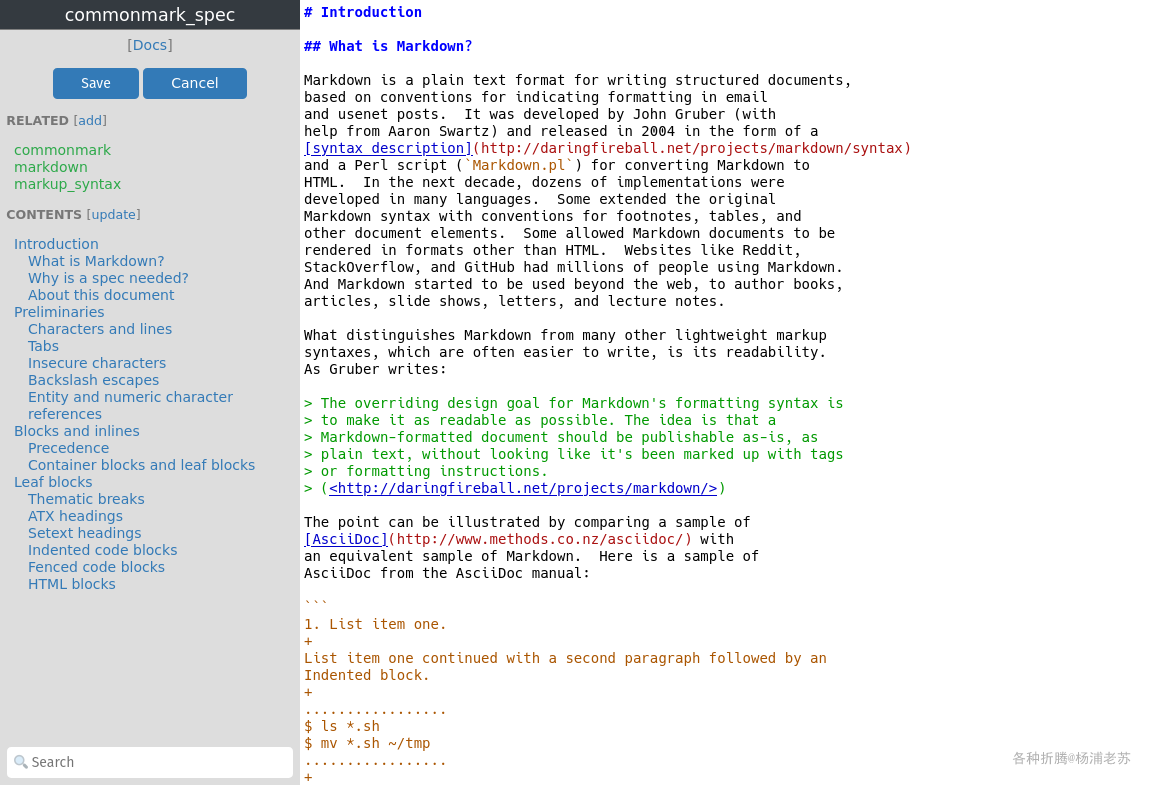 commonmark_spec
[Docs]
Save Cancel
RELATED [add]
commonmark
markdown
markup_syntax
CONTENTS [update]
Introduction
What is Markdown?
Why is a spec needed?
About this document
Preliminaries
Characters and lines
Tabs
Insecure characters
Backslash escapes
Entity and numeric character
references
Blocks and inlines
Precedence
Container blocks and leaf blocks
Leaf blocks
Thematic breaks
ATX headings
Setext headings
Indented code blocks
Fenced code blocks
HTML blocks
Search
# Introduction
## What is Markdown?
Markdown is a plain text format for writing structured documents,
based on conventions for indicating formatting in email
and usenet posts.  It was developed by John Gruber (with
help from Aaron Swartz) and released in 2004 in the form of a
[syntax description](http://daringfireball.net/projects/markdown/syntax)
and a Perl script (`Markdown.pl`) for converting Markdown to
HTML.  In the next decade, dozens of implementations were
developed in many languages.  Some extended the original
Markdown syntax with conventions for footnotes, tables, and
other document elements.  Some allowed Markdown documents to be
rendered in formats other than HTML.  Websites like Reddit,
StackOverflow, and GitHub had millions of people using Markdown.
And Markdown started to be used beyond the web, to author books,
articles, slide shows, letters, and lecture notes.
What distinguishes Markdown from many other lightweight markup
syntaxes, which are often easier to write, is its readability.
As Gruber writes:
> The overriding design goal for Markdown's formatting syntax is
> to make it as readable as possible. The idea is that a
> Markdown-formatted document should be publishable as-is, as
> plain text, without looking like it's been marked up with tags
> or formatting instructions.
> (<http://daringfireball.net/projects/markdown/>)
The point can be illustrated by comparing a sample of
[AsciiDoc](http://www.methods.co.nz/asciidoc/) with
an equivalent sample of Markdown.  Here is a sample of
AsciiDoc from the AsciiDoc manual:
```
1. List item one.
+
List item one continued with a second paragraph followed by an
Indented block.
+
.................
$ ls *.sh
$ mv *.sh ~/tmp
.................
+
各种折腾@杨浦老苏